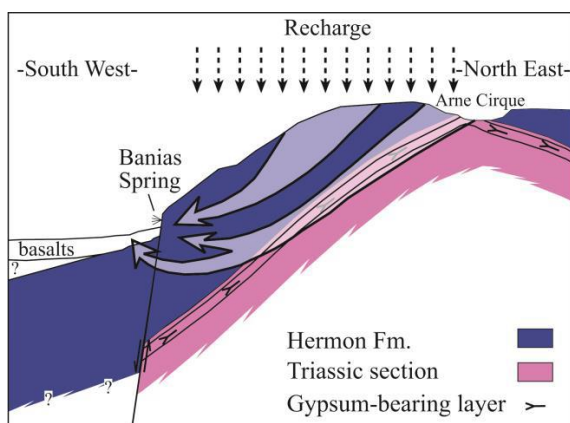 Recharge
-South West-
-North East-
Arne Cirque
Banias
Spring
basalts
?
Hermon Fm.
Triassic section
Gypsum-bearing layer
? ?